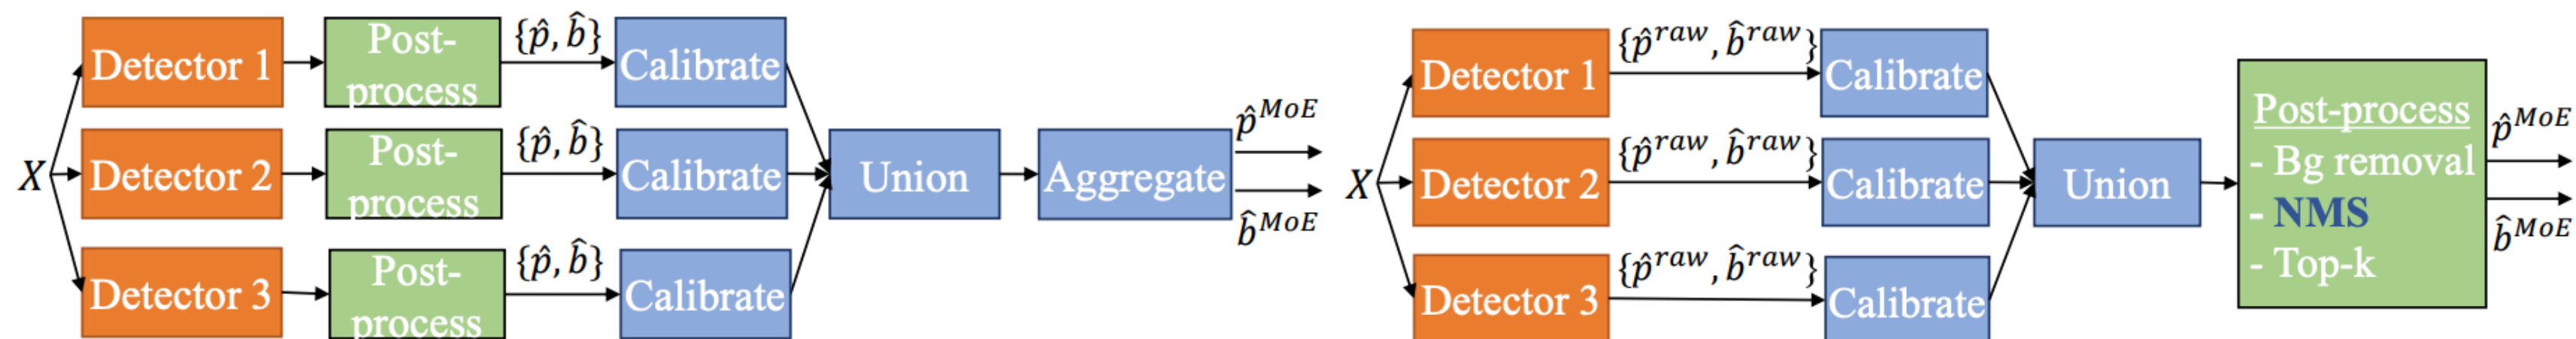 X
Detector 1
Post-
process
{p̂, b̂}
Calibrate
Detector 2
Post-
process
{p̂, b̂}
Calibrate
Detector 3
Post-
process
{p̂, b̂}
Calibrate
Union
Aggregate
p̂^MoE
b̂^MoE
X
Detector 1
{p̂^raw, b̂^raw}
Calibrate
Detector 2
{p̂^raw, b̂^raw}
Calibrate
Detector 3
{p̂^raw, b̂^raw}
Calibrate
Union
Post-process
- Bg removal
- NMS
- Top-k
p̂^MoE
b̂^MoE